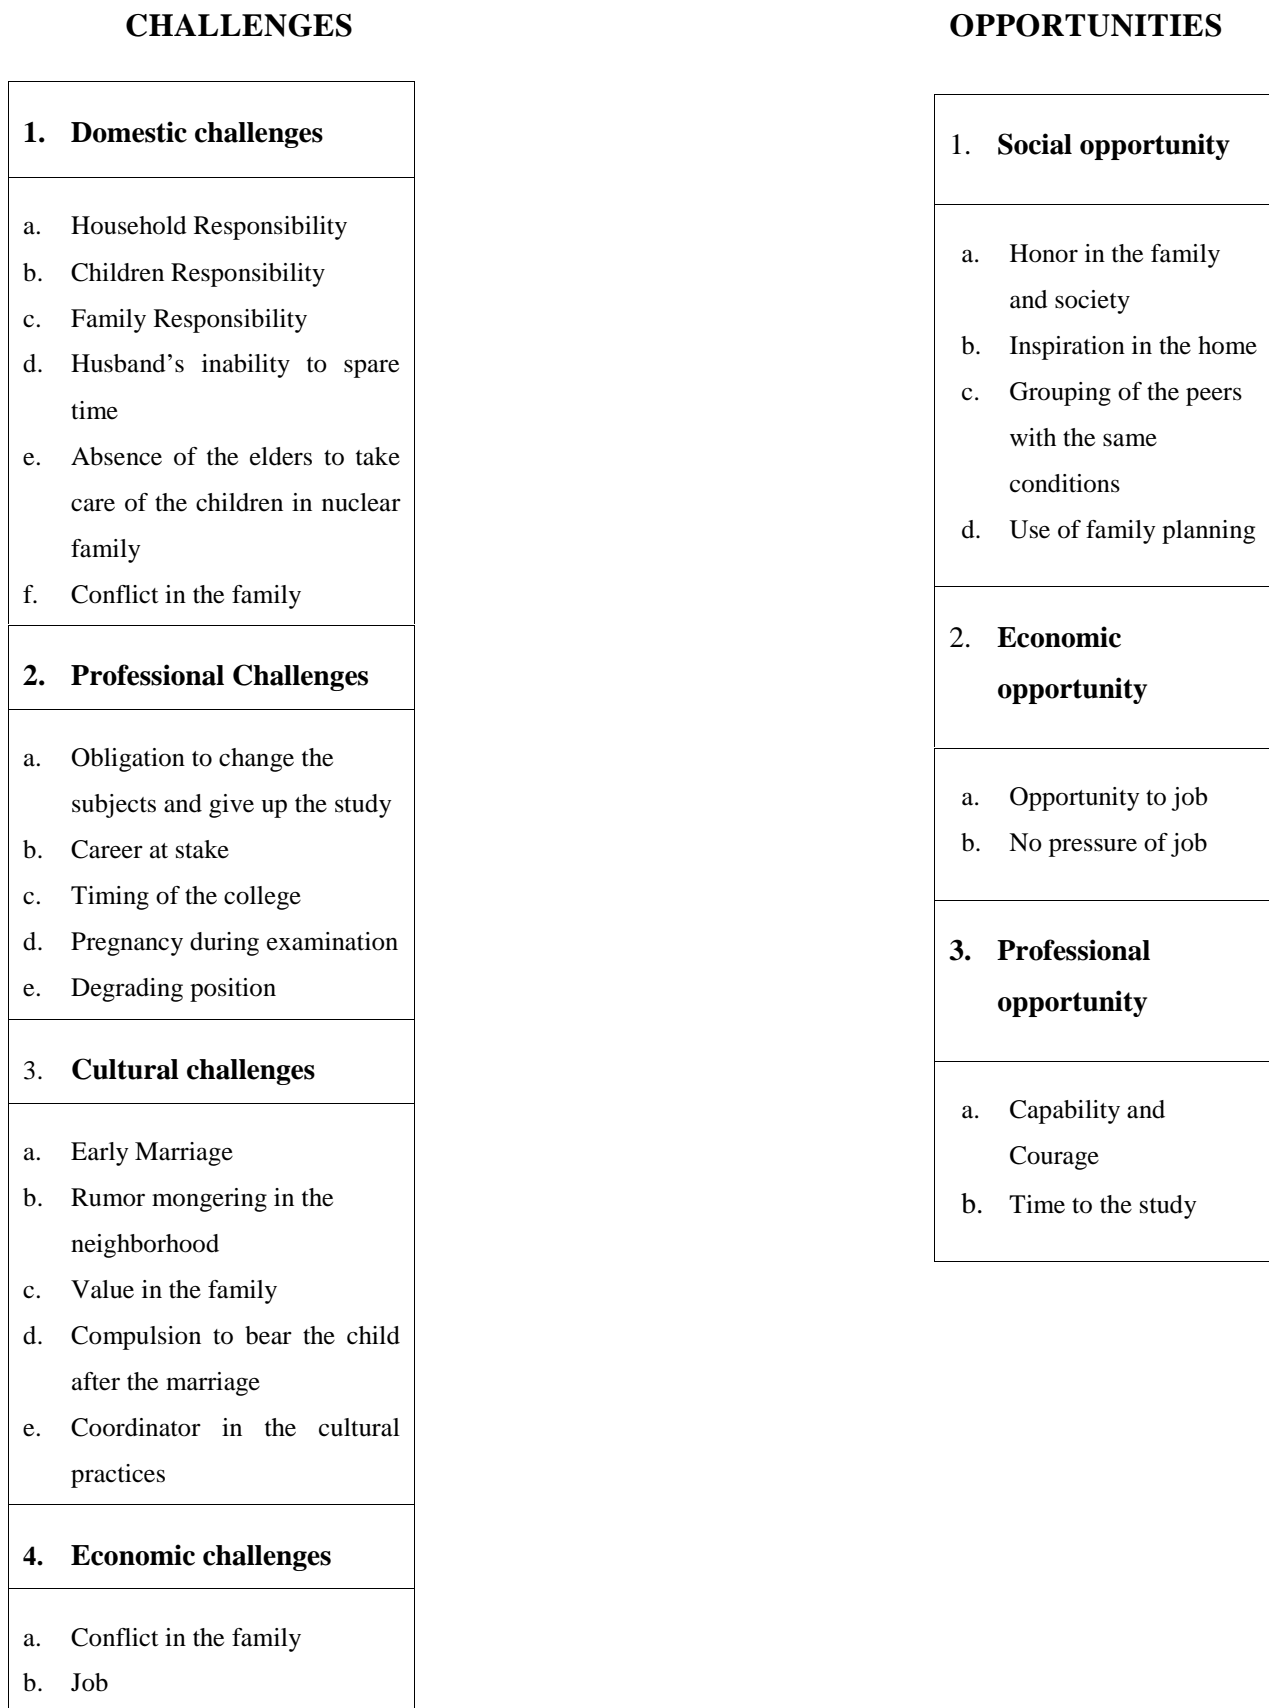 CHALLENGES
1. Domestic challenges
a. Household Responsibility
b. Children Responsibility
c. Family Responsibility
d. Husband’s inability to spare
time
e. Absence of the elders to take
care of the children in nuclear
family
f. Conflict in the family
2. Professional Challenges
a. Obligation to change the
subjects and give up the study
b. Career at stake
c. Timing of the college
d. Pregnancy during examination
e. Degrading position
3. Cultural challenges
a. Early Marriage
b. Rumor mongering in the
neighborhood
c. Value in the family
d. Compulsion to bear the child
after the marriage
e. Coordinator in the cultural
practices
4. Economic challenges
a. Conflict in the family
b. Job
OPPORTUNITIES
1. Social opportunity
a. Honor in the family
and society
b. Inspiration in the home
c. Grouping of the peers
with the same
conditions
d. Use of family planning
2. Economic
opportunity
a. Opportunity to job
b. No pressure of job
3. Professional
opportunity
a. Capability and
Courage
b. Time to the study